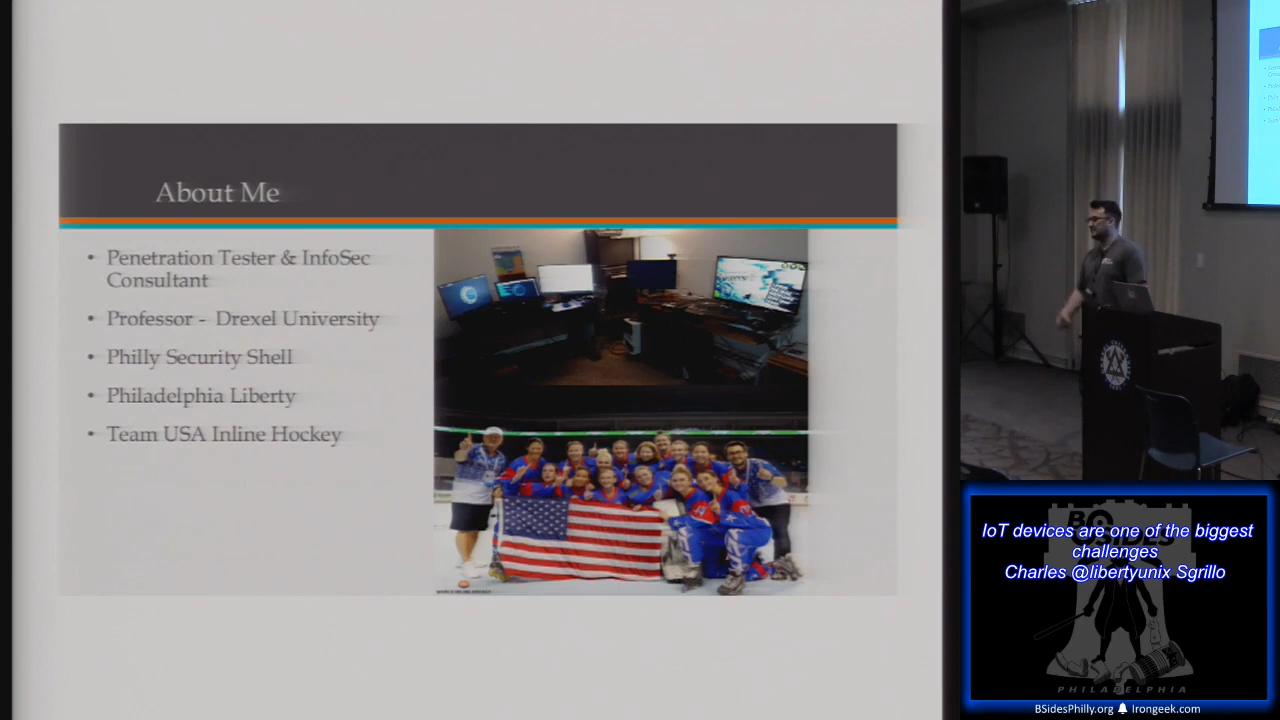 About Me
• Penetration Tester & InfoSec
Consultant
• Professor - Drexel University
• Philly Security Shell
• Philadelphia Liberty
• Team USA Inline Hockey
IoT devices are one of the biggest
challenges
Charles @libertyunix Sgrillo
BSIDES
PHILADELPHIA
BSidesPhilly.org Irongeek.com